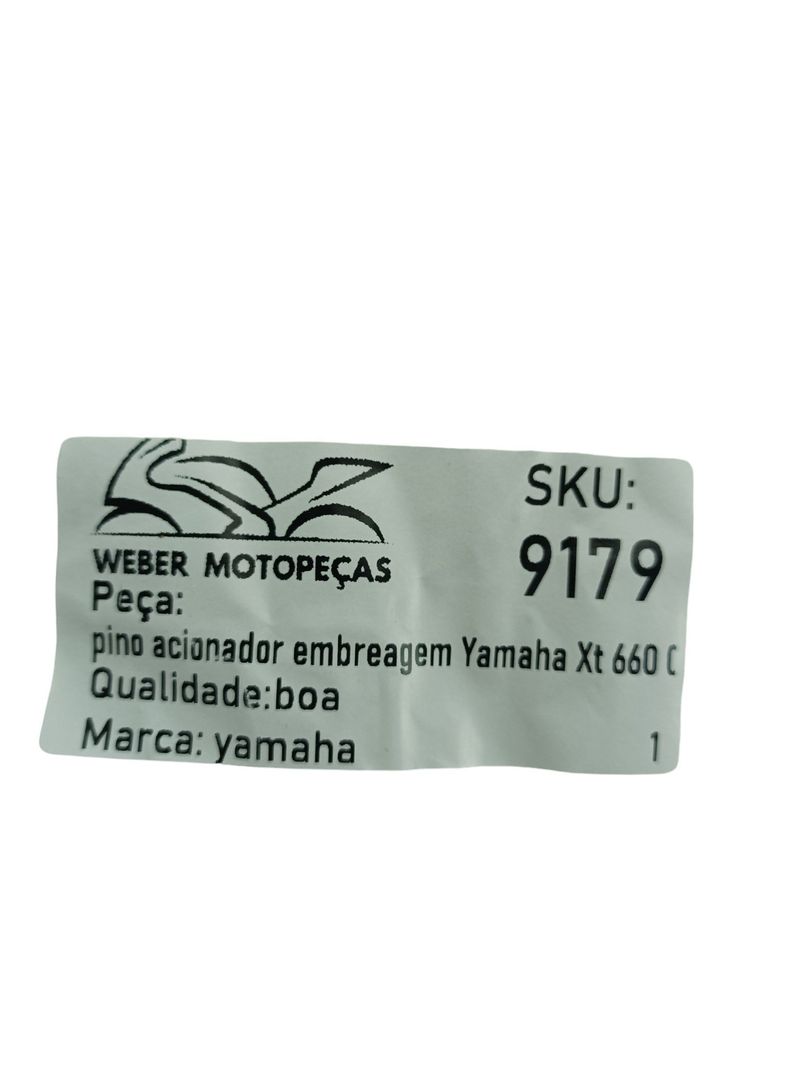 WEBER MOTOPEÇAS
SKU:
9179
Peça:
pino acionador embreagem Yamaha Xt 660
Qualidade:boa
Marca: yamaha
1